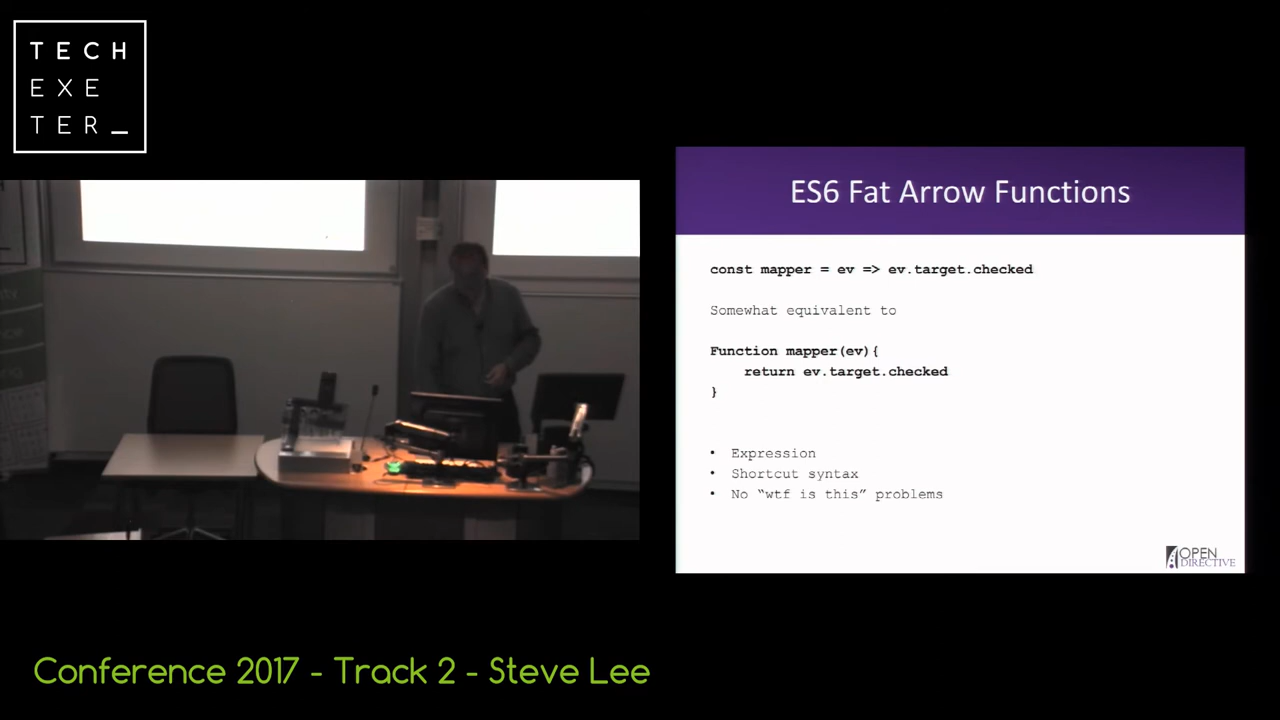 TECH
EXE
TER_
ES6 Fat Arrow Functions
const mapper = ev => ev.target.checked
Somewhat equivalent to
Function mapper(ev){
return ev.target.checked
}
• Expression
• Shortcut syntax
• No “wtf is this” problems
OPEN
DIRECTIVE
Conference 2017 - Track 2 - Steve Lee